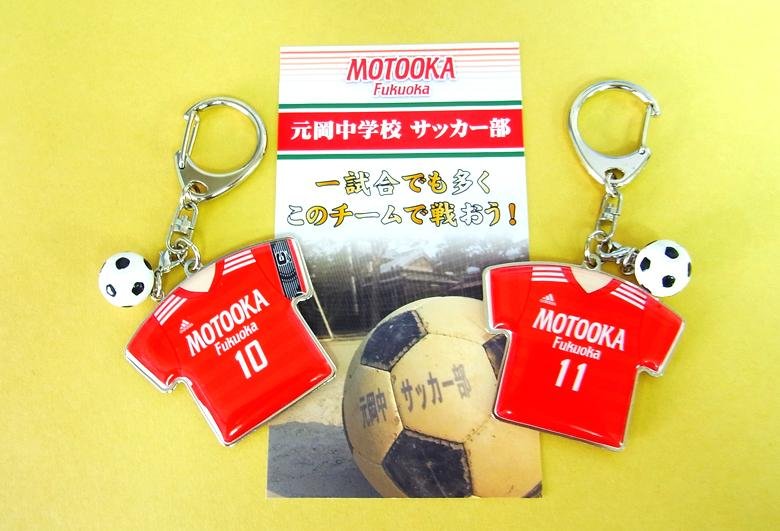 MOTOOKA
Fukuoka
元岡中学校 サッカー部
一試合でも多く
このチームで戦おう!
元岡中 サッカー部
adidas
MOTOOKA
Fukuoka
10
adidas
MOTOOKA
Fukuoka
11